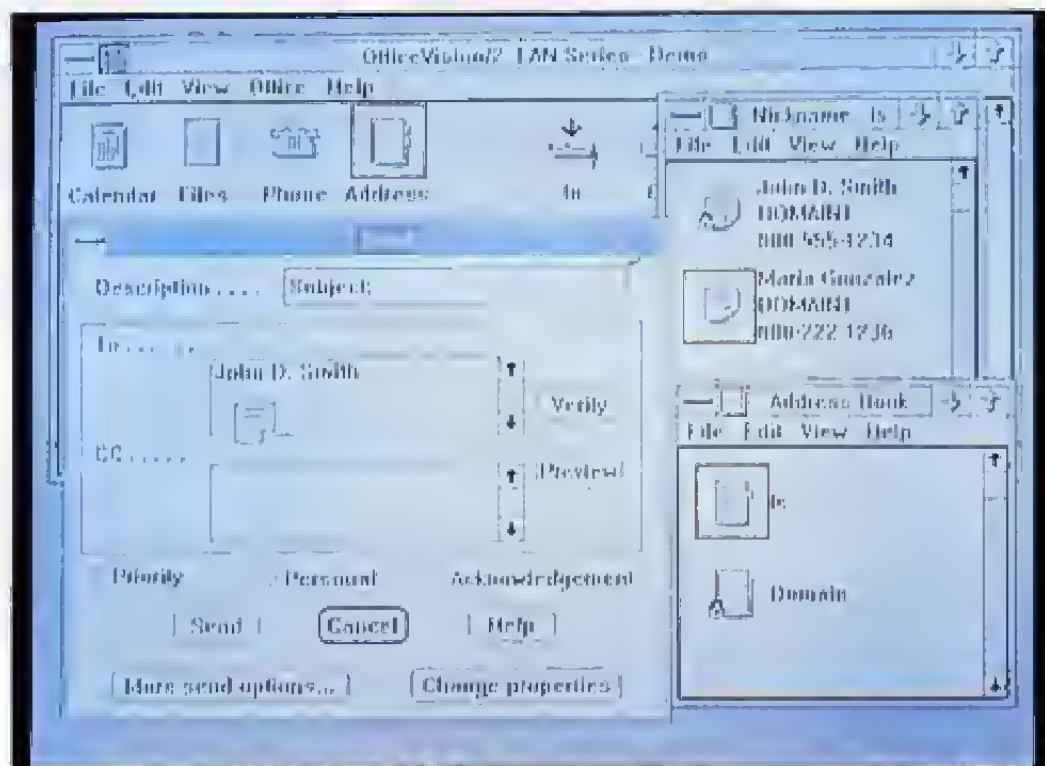 OfficeVision/2 LAN Series - Demo
File Edit View Office Help
Calendar Files Phone Address
In
Description.... Subject:
To.......
John D. Smith
Verify
CC.....
Preview
Priority Personal Acknowledgement
Send Cancel Help
More send options... Change properties
Nickname
File Edit View Help
John D. Smith
DOMAIN1
Maria Gonzalez
DOMAIN1
Address Book
File Edit View Help
Domain